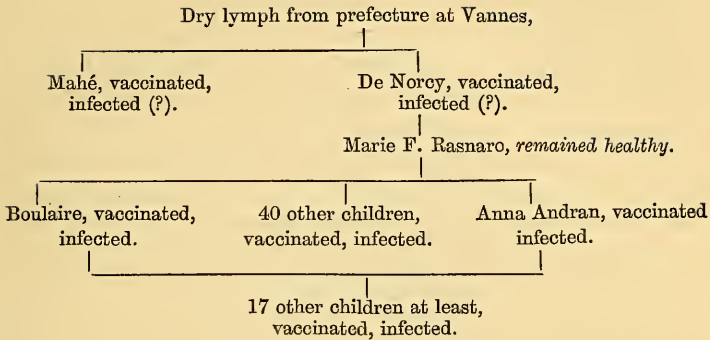 Dry lymph from prefecture at Vannes,
Mahé, vaccinated,
infected (?).
De Norcy, vaccinated,
infected (?).
Marie F. Rasnaro, remained healthy.
Boulaire, vaccinated,
infected.
40 other children,
vaccinated, infected.
Anna Andran, vaccinated
infected.
17 other children at least,
vaccinated, infected.